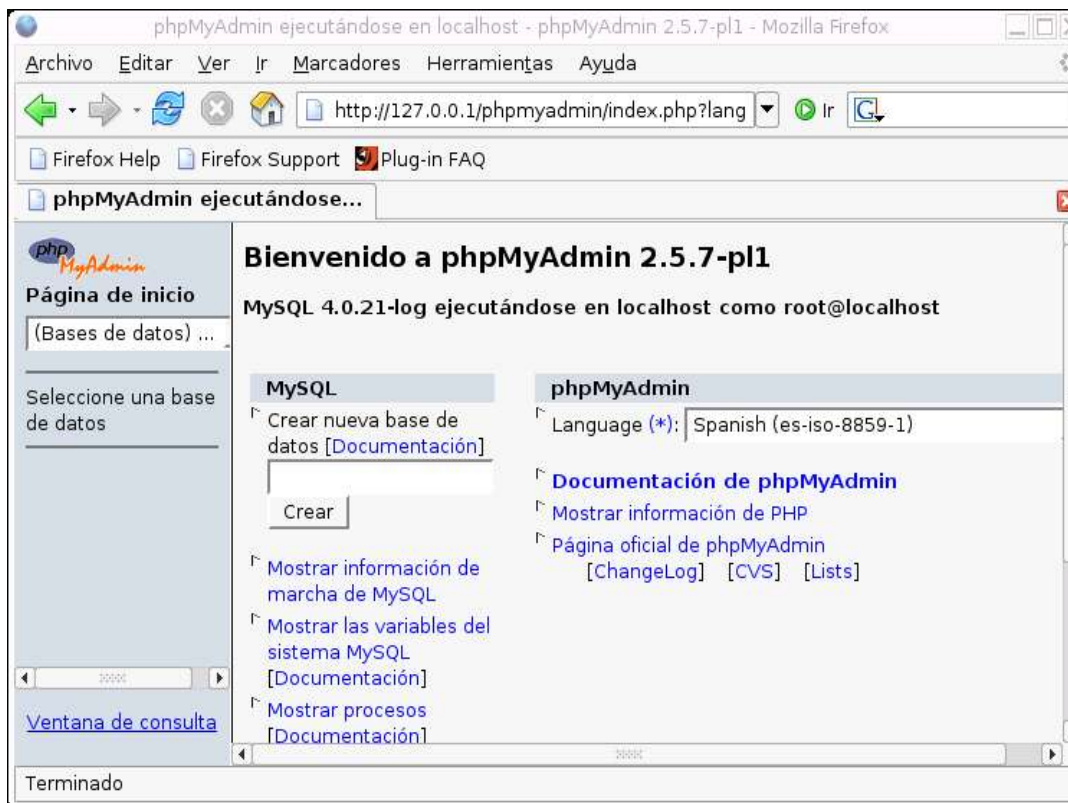 phpMyAdmin ejecutándose en localhost - phpMyAdmin 2.5.7-pl1 - Mozilla Firefox
Archivo Editar Ver Ir Marcadores Herramientas Ayuda
http://127.0.0.1/phpmyadmin/index.php?lang Ir G
Firefox Help Firefox Support Plug-in FAQ
phpMyAdmin ejecutándose...
php
MyAdmin
Página de inicio
(Bases de datos) ...
Seleccione una base
de datos
Ventana de consulta
Bienvenido a phpMyAdmin 2.5.7-pl1
MySQL 4.0.21-log ejecutándose en localhost como root@localhost
MySQL
Crear nueva base de
datos [Documentación]
Crear
Mostrar información de
marcha de MySQL
Mostrar las variables del
sistema MySQL
[Documentación]
Mostrar procesos
[Documentación]
phpMyAdmin
Language (*): Spanish (es-iso-8859-1)
Documentación de phpMyAdmin
Mostrar información de PHP
Página oficial de phpMyAdmin
[ChangeLog] [CVS] [Lists]
Terminado